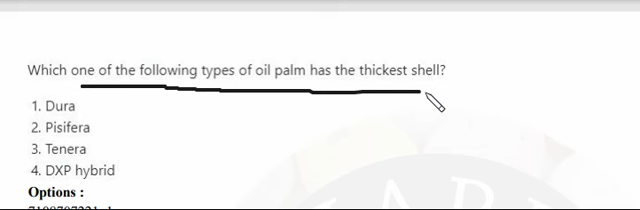 Which one of the following types of oil palm has the thickest shell?
1. Dura
2. Pisifera
3. Tenera
4. DXP hybrid
Options :